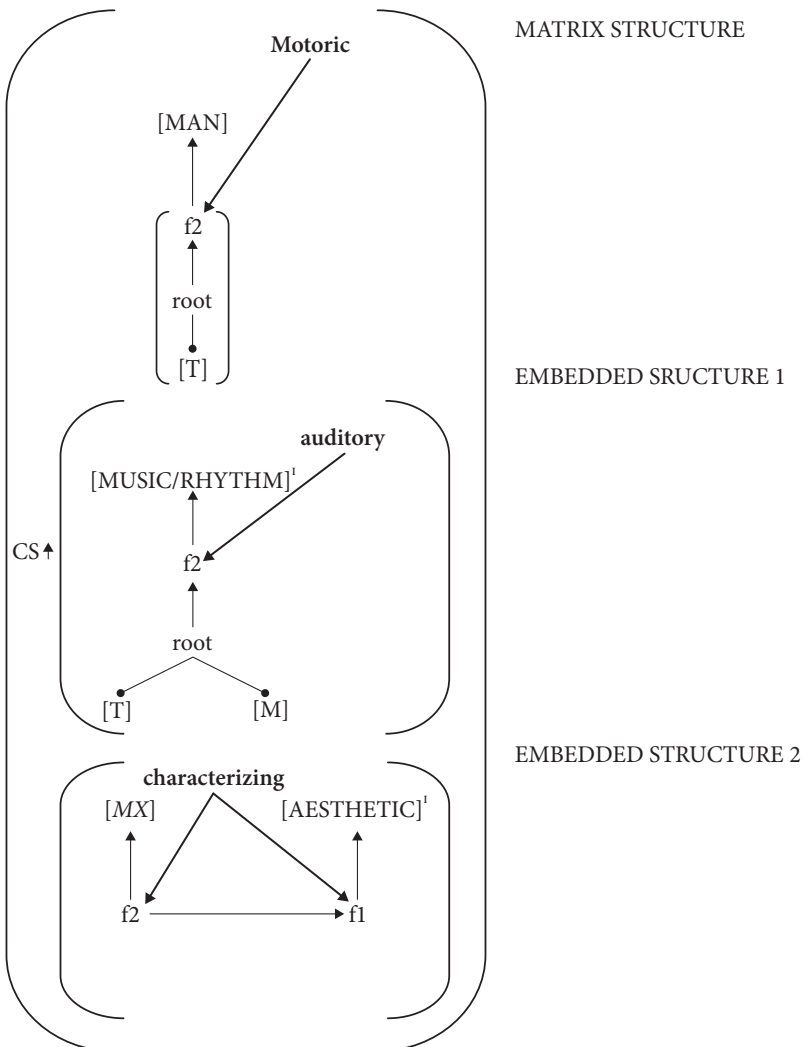 MATRIX STRUCTURE
Motoric
[MAN]
f2
root
[T]
EMBEDDED SRUCTURE 1
auditory
[MUSIC/RHYTHM]ᴵ
CS
f2
root
[T] [M]
EMBEDDED STRUCTURE 2
characterizing
[MX] [AESTHETIC]ᴵ
f2 f1